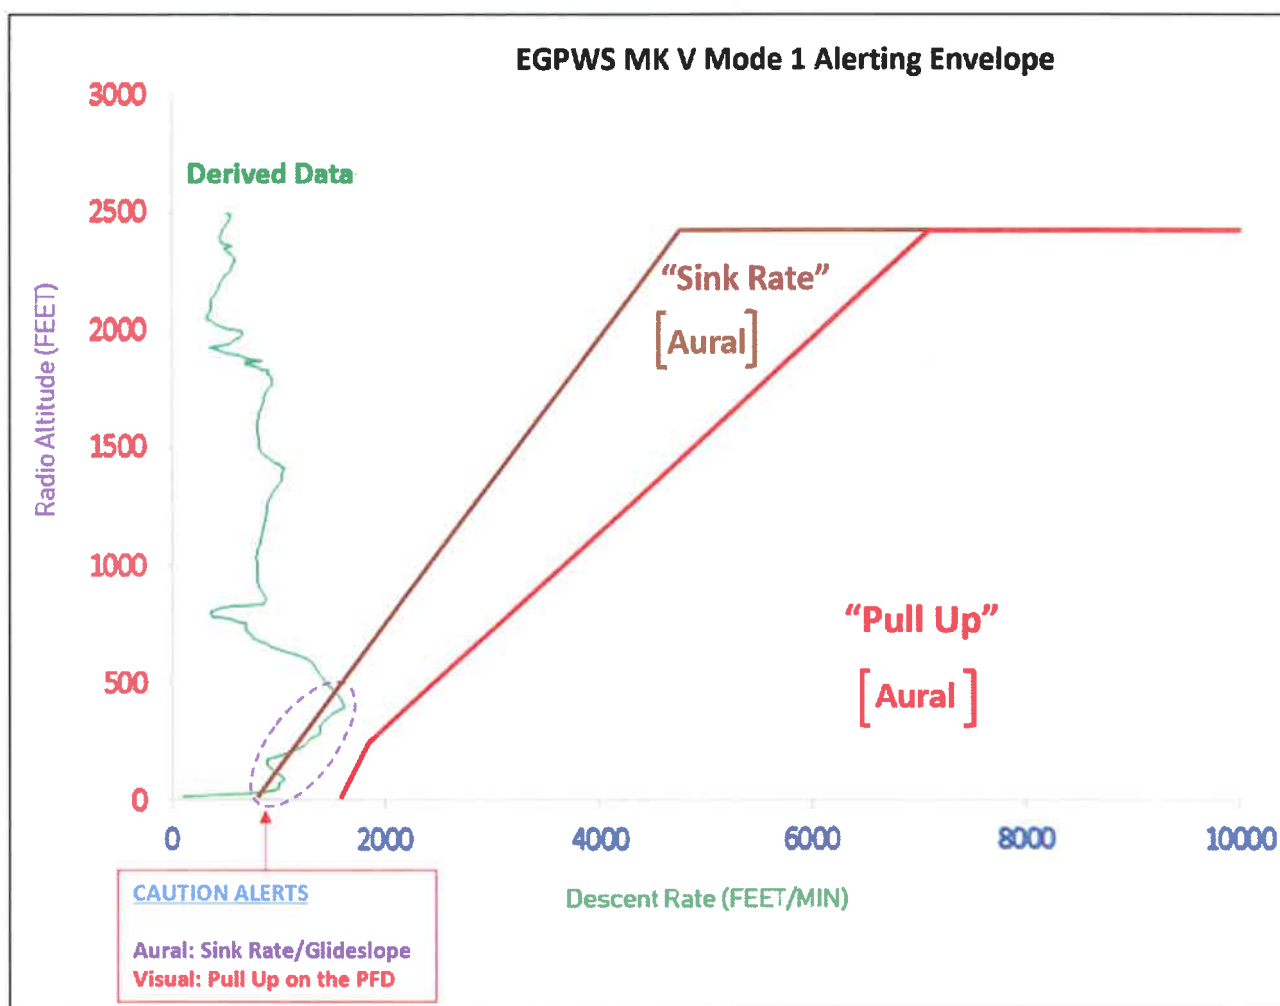 EGPWS MK V Mode 1 Alerting Envelope
3000
Derived Data
2500
"Sink Rate"
[Aural]
2000
Radio Altitude (FEET)
1500
1000
"Pull Up"
[Aural]
500
0
0 2000 4000 6000 8000 10000
Descent Rate (FEET/MIN)
CAUTION ALERTS
Aural: Sink Rate/Glideslope
Visual: Pull Up on the PFD